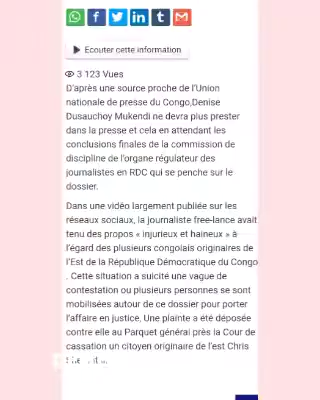 Ecouter cette information
3 123 Vues
D'après une source proche de l'Union
nationale de presse du Congo,Denise
Dusauchoy Mukendi ne devra plus prester
dans la presse et cela en attendant les
conclusions finales de la commission de
discipline de l'organe régulateur des
journalistes en RDC qui se penche sur le
dossier.
Dans une vidéo largement publiée sur les
réseaux sociaux, la journaliste free-lance avait
tenu des propos « injurieux et haineux » à
l'égard des plusieurs congolais originaires de
l'Est de la République Démocratique du Congo
. Cette situation a suicité une vague de
contestation ou plusieurs personnes se sont
mobilisées autour de ce dossier pour porter
l'affaire en justice. Une plainte a été déposée
contre elle au Parquet général près la Cour de
cassation un citoyen originaire de l'est Chris